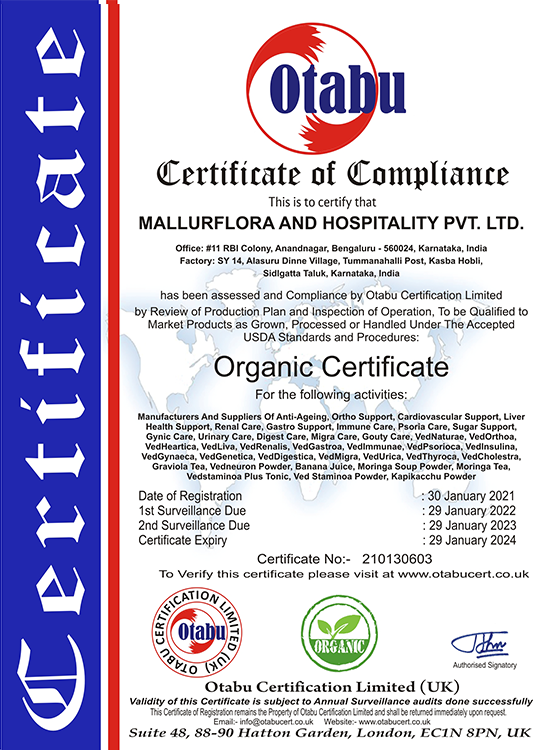 Certificate
Otabu
Certificate of Compliance
This is to certify that
MALLURFLORA AND HOSPITALITY PVT. LTD.
Office: #11 RBI Colony, Anandnagar, Bengaluru - 560024, Karnataka, India
Factory: SY 14, Alasuru Dinne Village, Tummanahalli Post, Kasba Hobli,
Sidlgatta Taluk, Karnataka, India
has been assessed and Compliance by Otabu Certification Limited
by Review of Production Plan and Inspection of Operation, To be Qualified to
Market Products as Grown, Processed or Handled Under The Accepted
USDA Standards and Procedures:
Organic Certificate
For the following activities:
Manufacturers And Suppliers Of Anti-Ageing, Ortho Support, Cardiovascular Support, Liver
Health Support, Renal Care, Gastro Support, Immune Care, Psoria Care, Sugar Support,
Gynic Care, Urinary Care, Digest Care, Migra Care, Gouty Care, VedNaturae, VedOrthoa,
VedHeartica, VedLiva, VedRenalis, VedGastroa, VedImmunae, VedPsorioca, VedInsulina,
VedGynaeca, VedGenetica, VedDigestica, VedMigra, VedUrica, VedThyroca, VedCholestra,
Graviola Tea, Vedneuron Powder, Banana Juice, Moringa Soup Powder, Moringa Tea,
Vedstaminoa Plus Tonic, Ved Staminoa Powder, Kapikacchu Powder
Date of Registration : 30 January 2021
1st Surveillance Due : 29 January 2022
2nd Surveillance Due : 29 January 2023
Certificate Expiry : 29 January 2024
Certificate No:- 210130603
To Verify this certificate please visit at www.otabucert.co.uk
OTABU CERTIFICATION LIMITED (UK)
Otabu
ORGANIC
Authorised Signatory
Otabu Certification Limited (UK)
Validity of this Certificate is subject to Annual Surveillance audits done successfully
This Certificate of Registration remains the Property of Otabu Certification Limited and shall be returned immediately upon request.
Email:- info@otabucert.co.uk Website:- www.otabucert.co.uk
Suite 48, 88-90 Hatton Garden, London, EC1N 8PN, UK